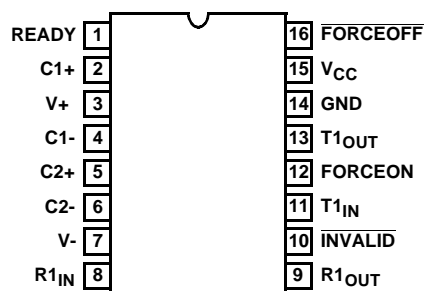 READY 1 16 FORCEOFF
C1+ 2 15 VCC
V+ 3 14 GND
C1- 4 13 T1OUT
C2+ 5 12 FORCEON
C2- 6 11 T1IN
V- 7 10 INVALID
R1IN 8 9 R1OUT